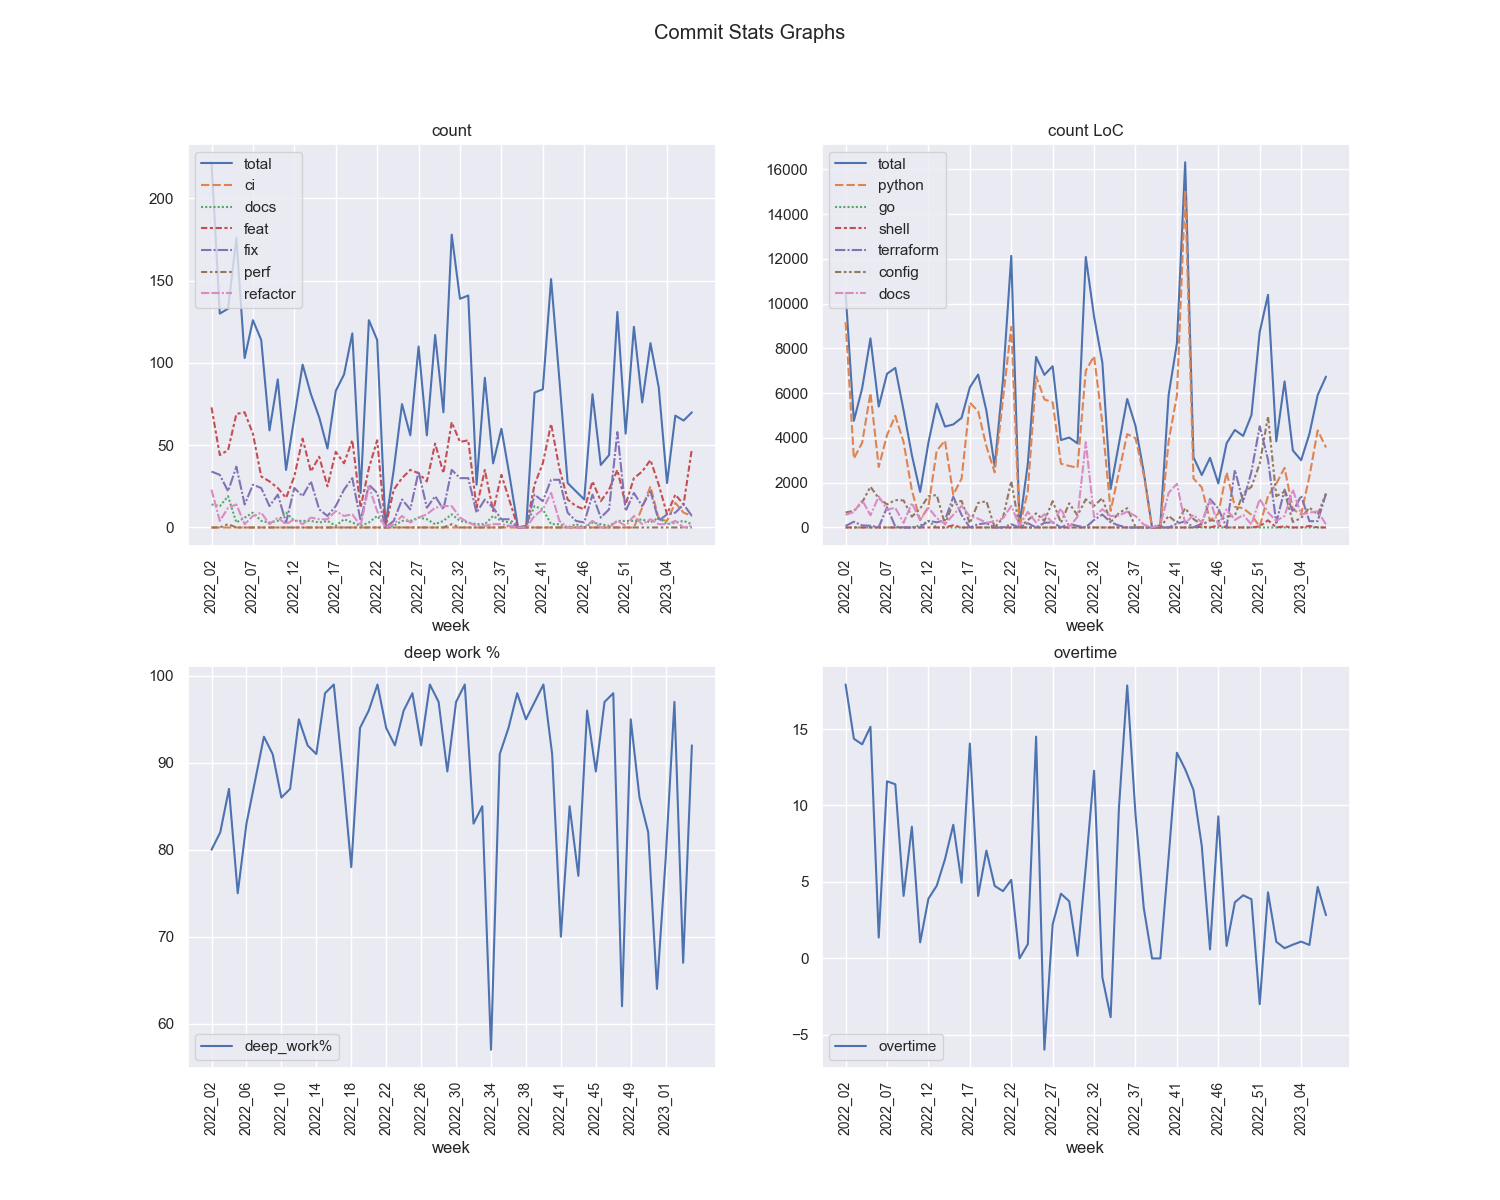 Commit Stats Graphs
count
total
ci
docs
feat
fix
perf
refactor
200
150
100
50
0
2022_02
2022_07
2022_12
2022_17
2022_22
2022_27
2022_32
2022_37
2022_41
2022_46
2022_51
2023_04
week
count LoC
total
python
go
shell
terraform
config
docs
16000
14000
12000
10000
8000
6000
4000
2000
0
2022_02
2022_07
2022_12
2022_17
2022_22
2022_27
2022_32
2022_37
2022_41
2022_46
2022_51
2023_04
week
deep work %
100
90
80
70
60
deep_work%
2022_02
2022_06
2022_10
2022_14
2022_18
2022_22
2022_26
2022_30
2022_34
2022_38
2022_41
2022_45
2022_49
2023_01
week
overtime
15
10
5
0
−5
overtime
2022_02
2022_07
2022_12
2022_17
2022_22
2022_27
2022_32
2022_37
2022_41
2022_46
2022_51
2023_04
week